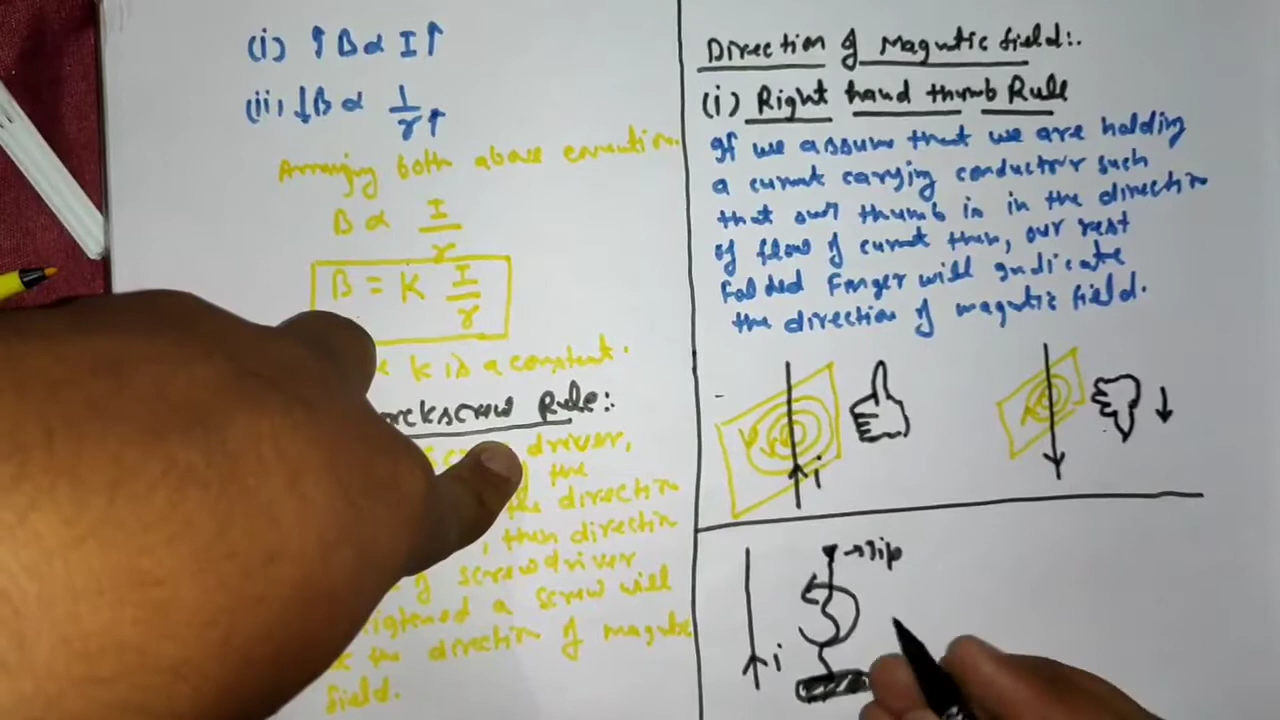 (i) ↑ B ∝ I ↑
(ii) ↓ B ∝ 1/r ↑
Arranging both above
B ∝ I/r
B = K I/r
K is a constant.
Rule:
driver,
the
the direction
, then direction
of screwdriver
a screw will
the direction of magnetic
field.
Direction of Magnetic field:.
(i) Right hand thumb Rule
If we assume that we are holding
a current carrying conductor such
that our thumb is in the direction
of flow of current then, our rest
folded Finger will indicate
the direction of magnetic field.
i
i
Tip